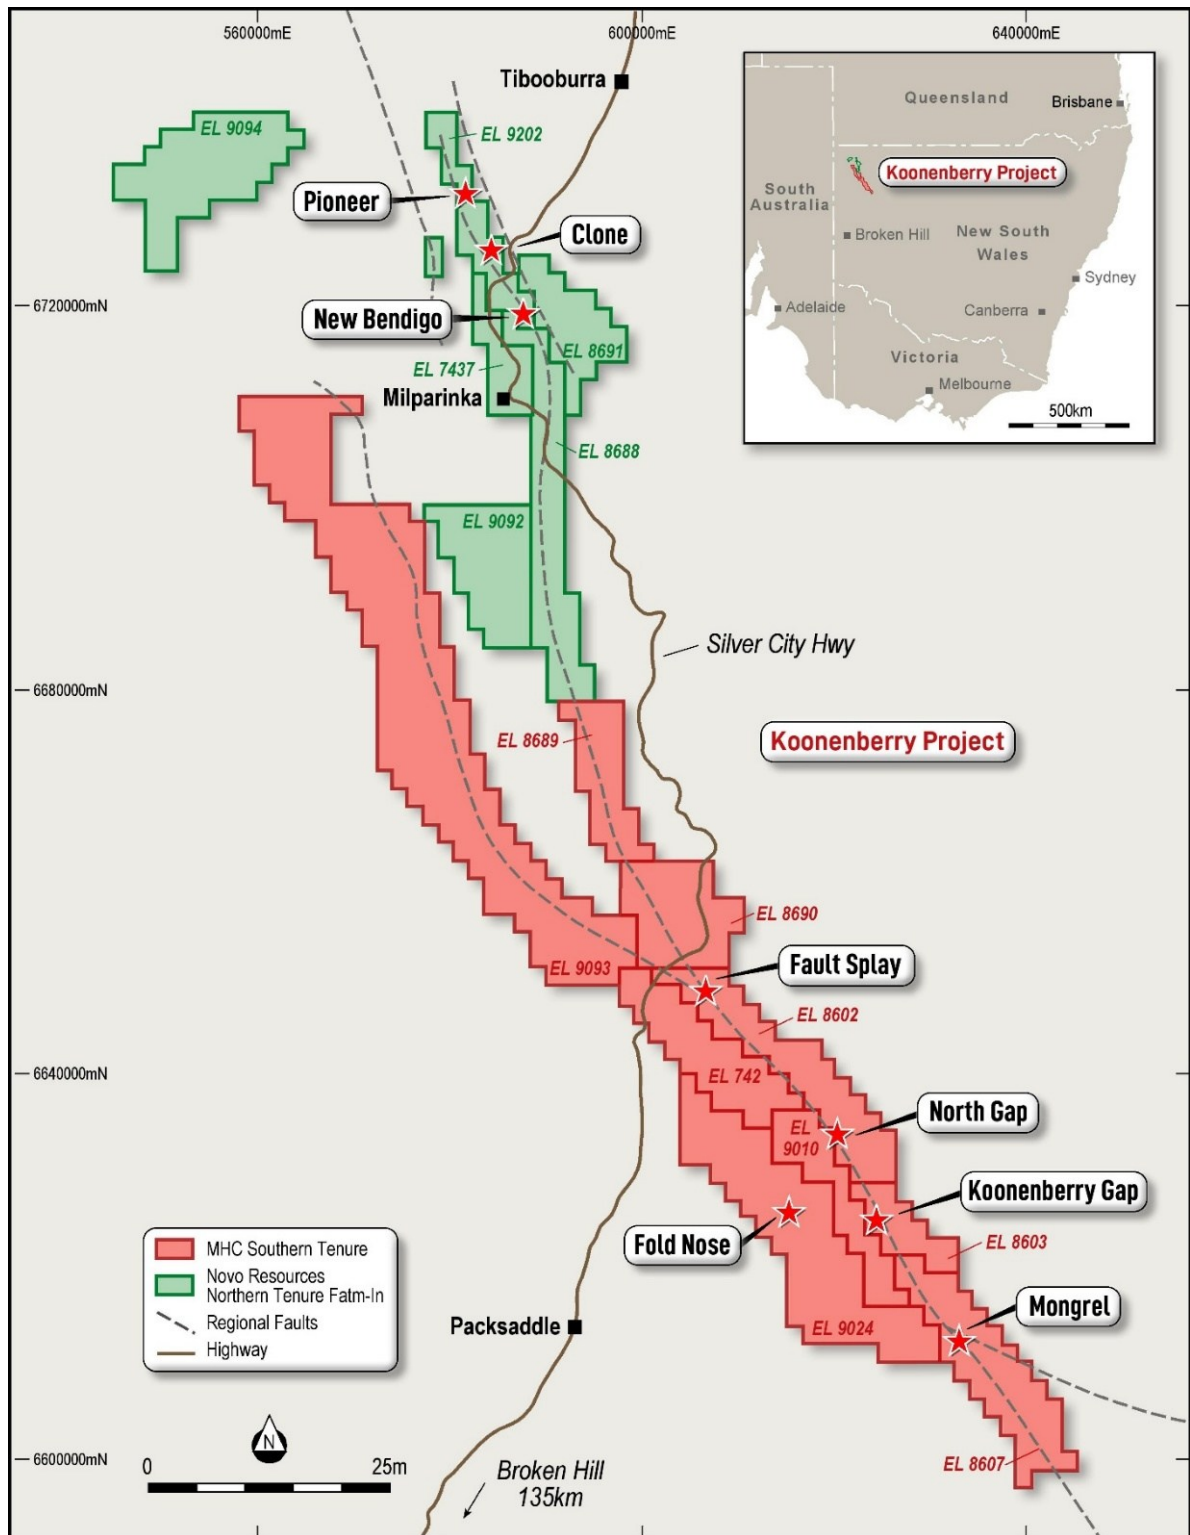 560000mE
600000mE
640000mE
Tibooburra
EL 9094
EL 9202
Pioneer
Clone
6720000mN
New Bendigo
EL 8691
EL 7437
Milparinka
EL 8688
EL 9092
Queensland
Brisbane
Koonenberry Project
South
Australia
Broken Hill
New South
Wales
Sydney
Adelaide
Canberra
Victoria
Melbourne
500km
Silver City Hwy
6680000mN
EL 8689
Koonenberry Project
EL 8690
EL 9093
Fault Splay
EL 8602
6640000mN
EL 742
North Gap
EL
9010
Koonenberry Gap
Fold Nose
EL 8603
Mongrel
EL 9024
Packsaddle
MHC Southern Tenure
Novo Resources
Northern Tenure Fatm-In
Regional Faults
Highway
6600000mN
EL 8607
N
0
25m
Broken Hill
135km